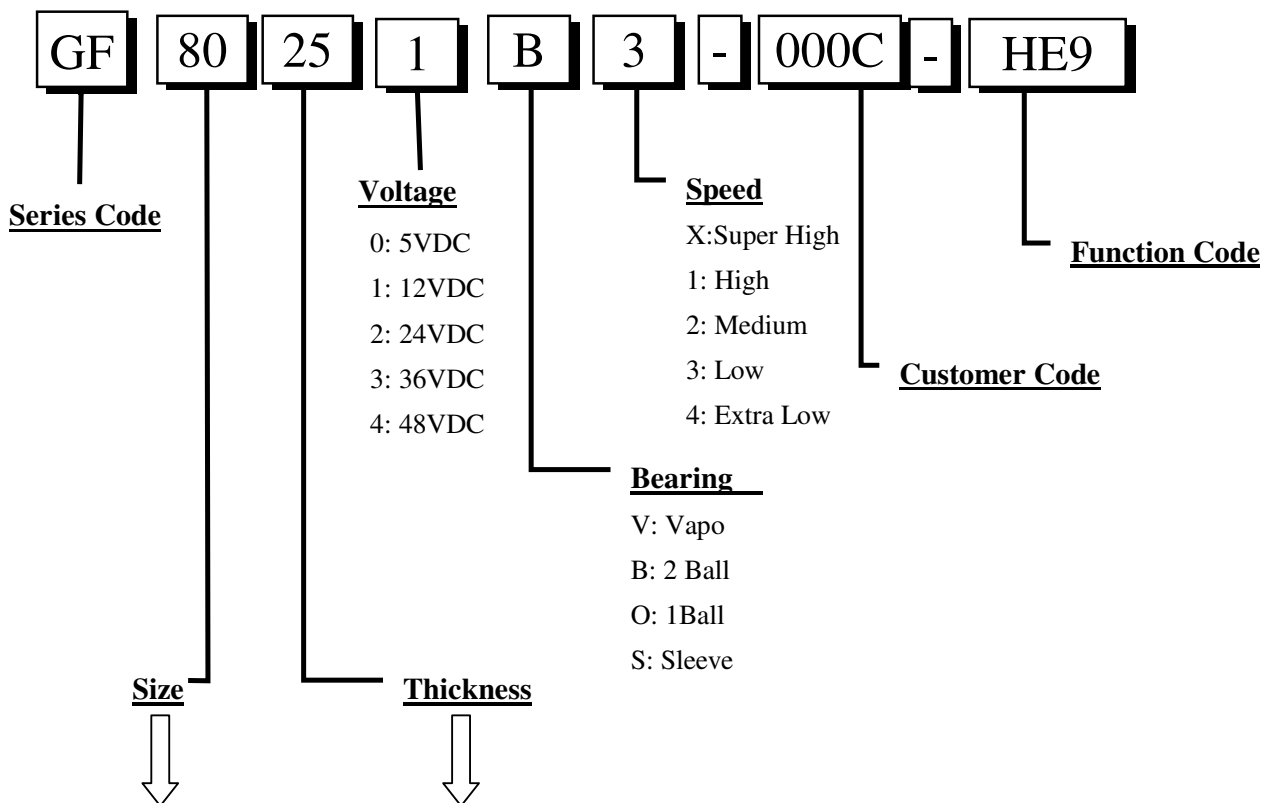 GF 80 25 1 B 3 - 000C - HE9
Series Code
Voltage
0: 5VDC
1: 12VDC
2: 24VDC
3: 36VDC
4: 48VDC
Speed
X:Super High
1: High
2: Medium
3: Low
4: Extra Low
Function Code
Customer Code
Bearing
V: Vapo
B: 2 Ball
O: 1Ball
S: Sleeve
Size
Thickness